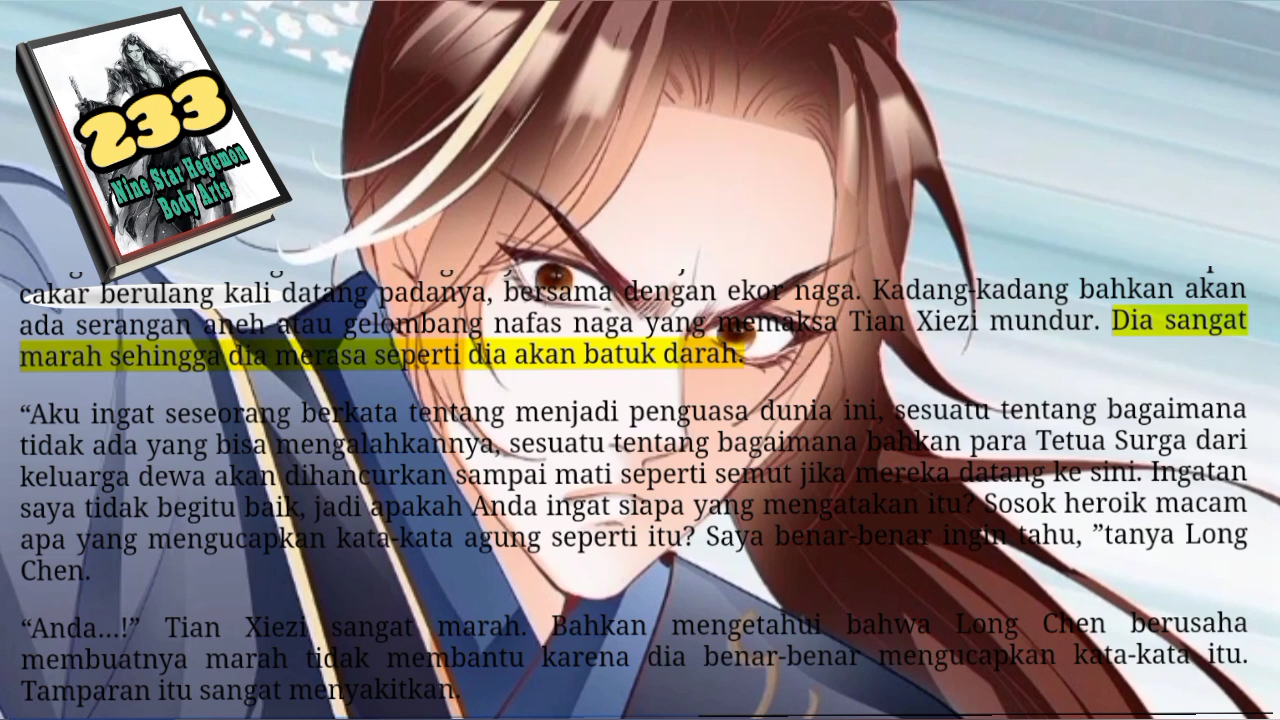 233
Nine Star Hegemon
Body Arts
cakar berulang kali datang padanya, bersama dengan ekor naga. Kadang-kadang bahkan akan
ada serangan aneh atau gelombang nafas naga yang memaksa Tian Xiezi mundur. Dia sangat
marah sehingga dia merasa seperti dia akan batuk darah.
“Aku ingat seseorang berkata tentang menjadi penguasa dunia ini, sesuatu tentang bagaimana
tidak ada yang bisa mengalahkannya, sesuatu tentang bagaimana bahkan para Tetua Surga dari
keluarga dewa akan dihancurkan sampai mati seperti semut jika mereka datang ke sini. Ingatan
saya tidak begitu baik, jadi apakah Anda ingat siapa yang mengatakan itu? Sosok heroik macam
apa yang mengucapkan kata-kata agung seperti itu? Saya benar-benar ingin tahu, ”tanya Long
Chen.
“Anda...!” Tian Xiezi sangat marah. Bahkan mengetahui bahwa Long Chen berusaha
membuatnya marah tidak membantu karena dia benar-benar mengucapkan kata-kata itu.
Tamparan itu sangat menyakitkan.